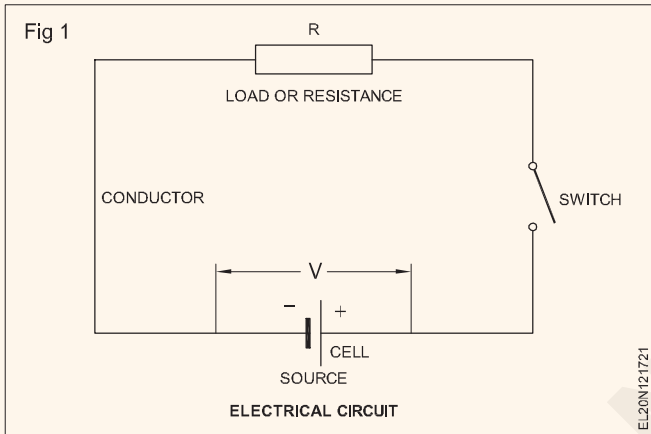 Fig 1
R
LOAD OR RESISTANCE
CONDUCTOR
SWITCH
V
− +
CELL
SOURCE
ELECTRICAL CIRCUIT
EL20N121721